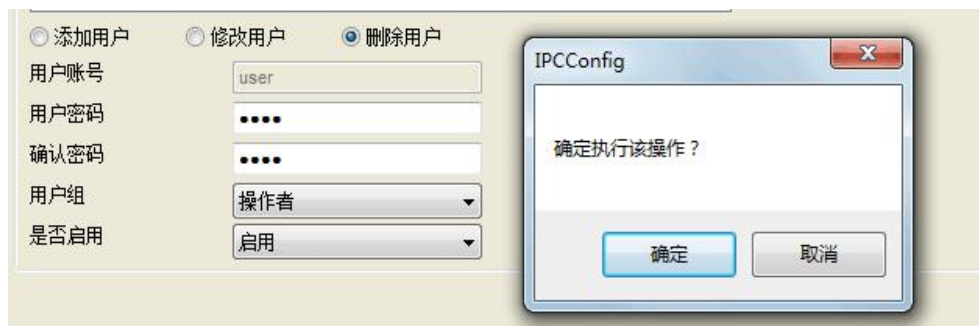 添加用户 修改用户 删除用户
用户账号 user
用户密码 ••••
确认密码 ••••
用户组 操作者
是否启用 启用
IPCConfig
确定执行该操作？
确定 取消